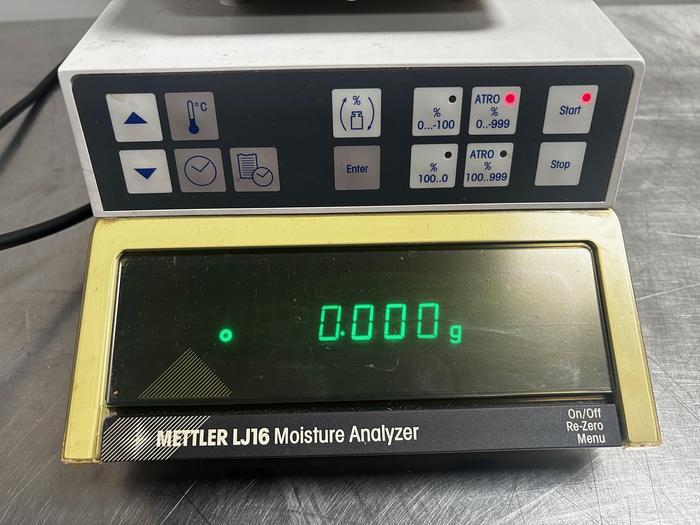 °C
%
%
0...-100
ATRO
%
0..-999
Start
Enter
%
100..0
ATRO
%
100..999
Stop
0.000 g
METTLER LJ16 Moisture Analyzer
On/Off
Re-Zero
Menu